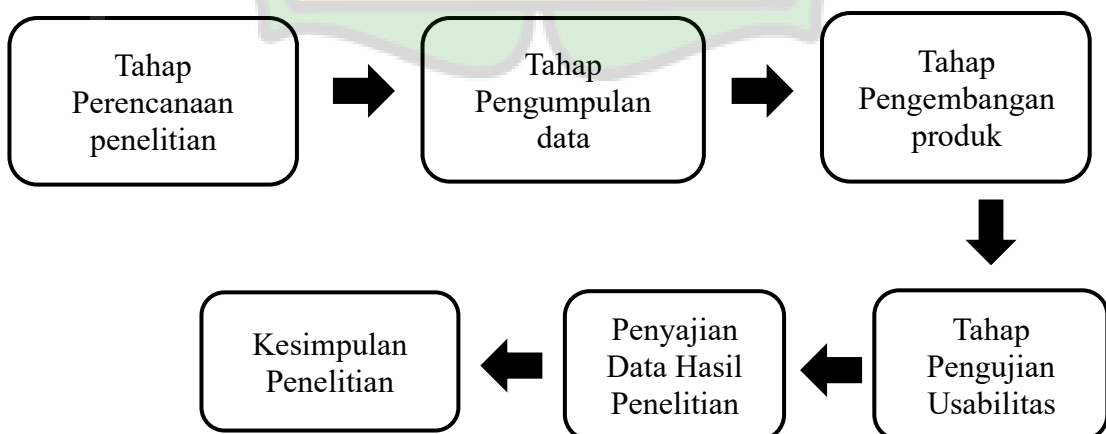 Tahap
Perencanaan
penelitian
Tahap
Pengumpulan
data
Tahap
Pengembangan
produk
Tahap
Pengujian
Usabilitas
Penyajian
Data Hasil
Penelitian
Kesimpulan
Penelitian